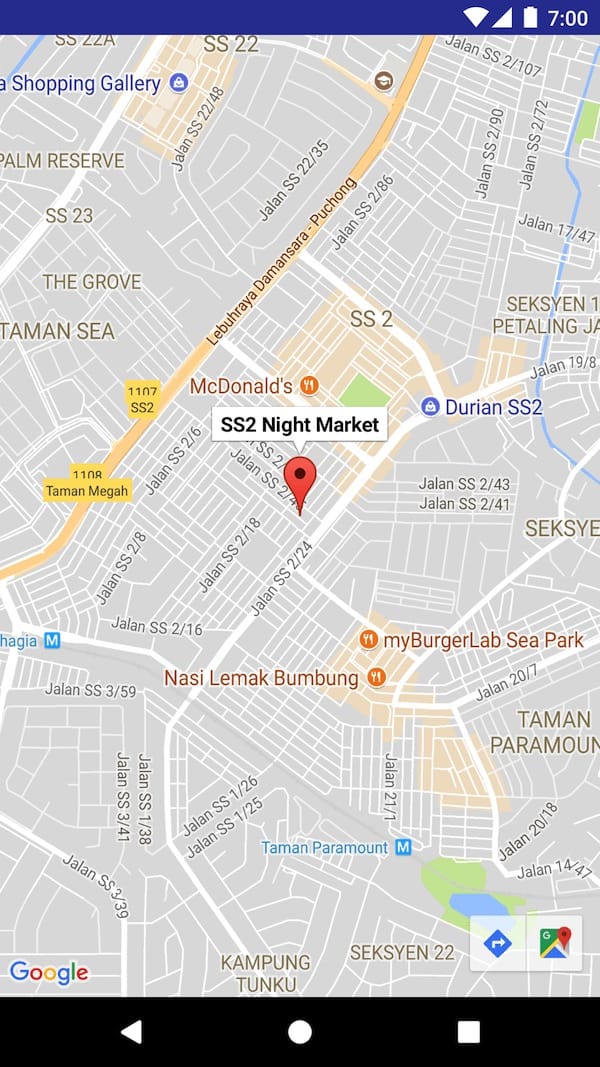 7:00
SS 22A
SS 22
Jalan SS 2/107
a Shopping Gallery
Jalan SS 22/48
Jalan SS 2/90
Jalan SS 2/72
PALM RESERVE
Jalan SS 22/35
Jalan SS 2/86
SS 23
Jalan 17/47
Lebuhraya Damansara - Puchong
THE GROVE
SEKSYEN 1
PETALING JA
SS 2
TAMAN SEA
Jalan 19/8
McDonald's
1107
SS2
Durian SS2
SS2 Night Market
Jalan SS 2/6
1108
Taman Megah
Jalan SS 2/43
Jalan SS 2/41
SEKSYE
Jalan SS 2/18
Jalan SS 2/8
Jalan SS 2/24
Jalan SS 2/16
hagia M
myBurgerLab Sea Park
Nasi Lemak Bumbung
Jalan SS 3/59
Jalan 20/7
TAMAN
PARAMOUN
Jalan SS 3/41
Jalan SS 1/38
Jalan SS 1/26
Jalan SS 1/25
Jalan 21/1
Jalan 20/18
Taman Paramount M
Jalan 14/47
Jalan SS 3/39
KAMPUNG
TUNKU
SEKSYEN 22
Google
G